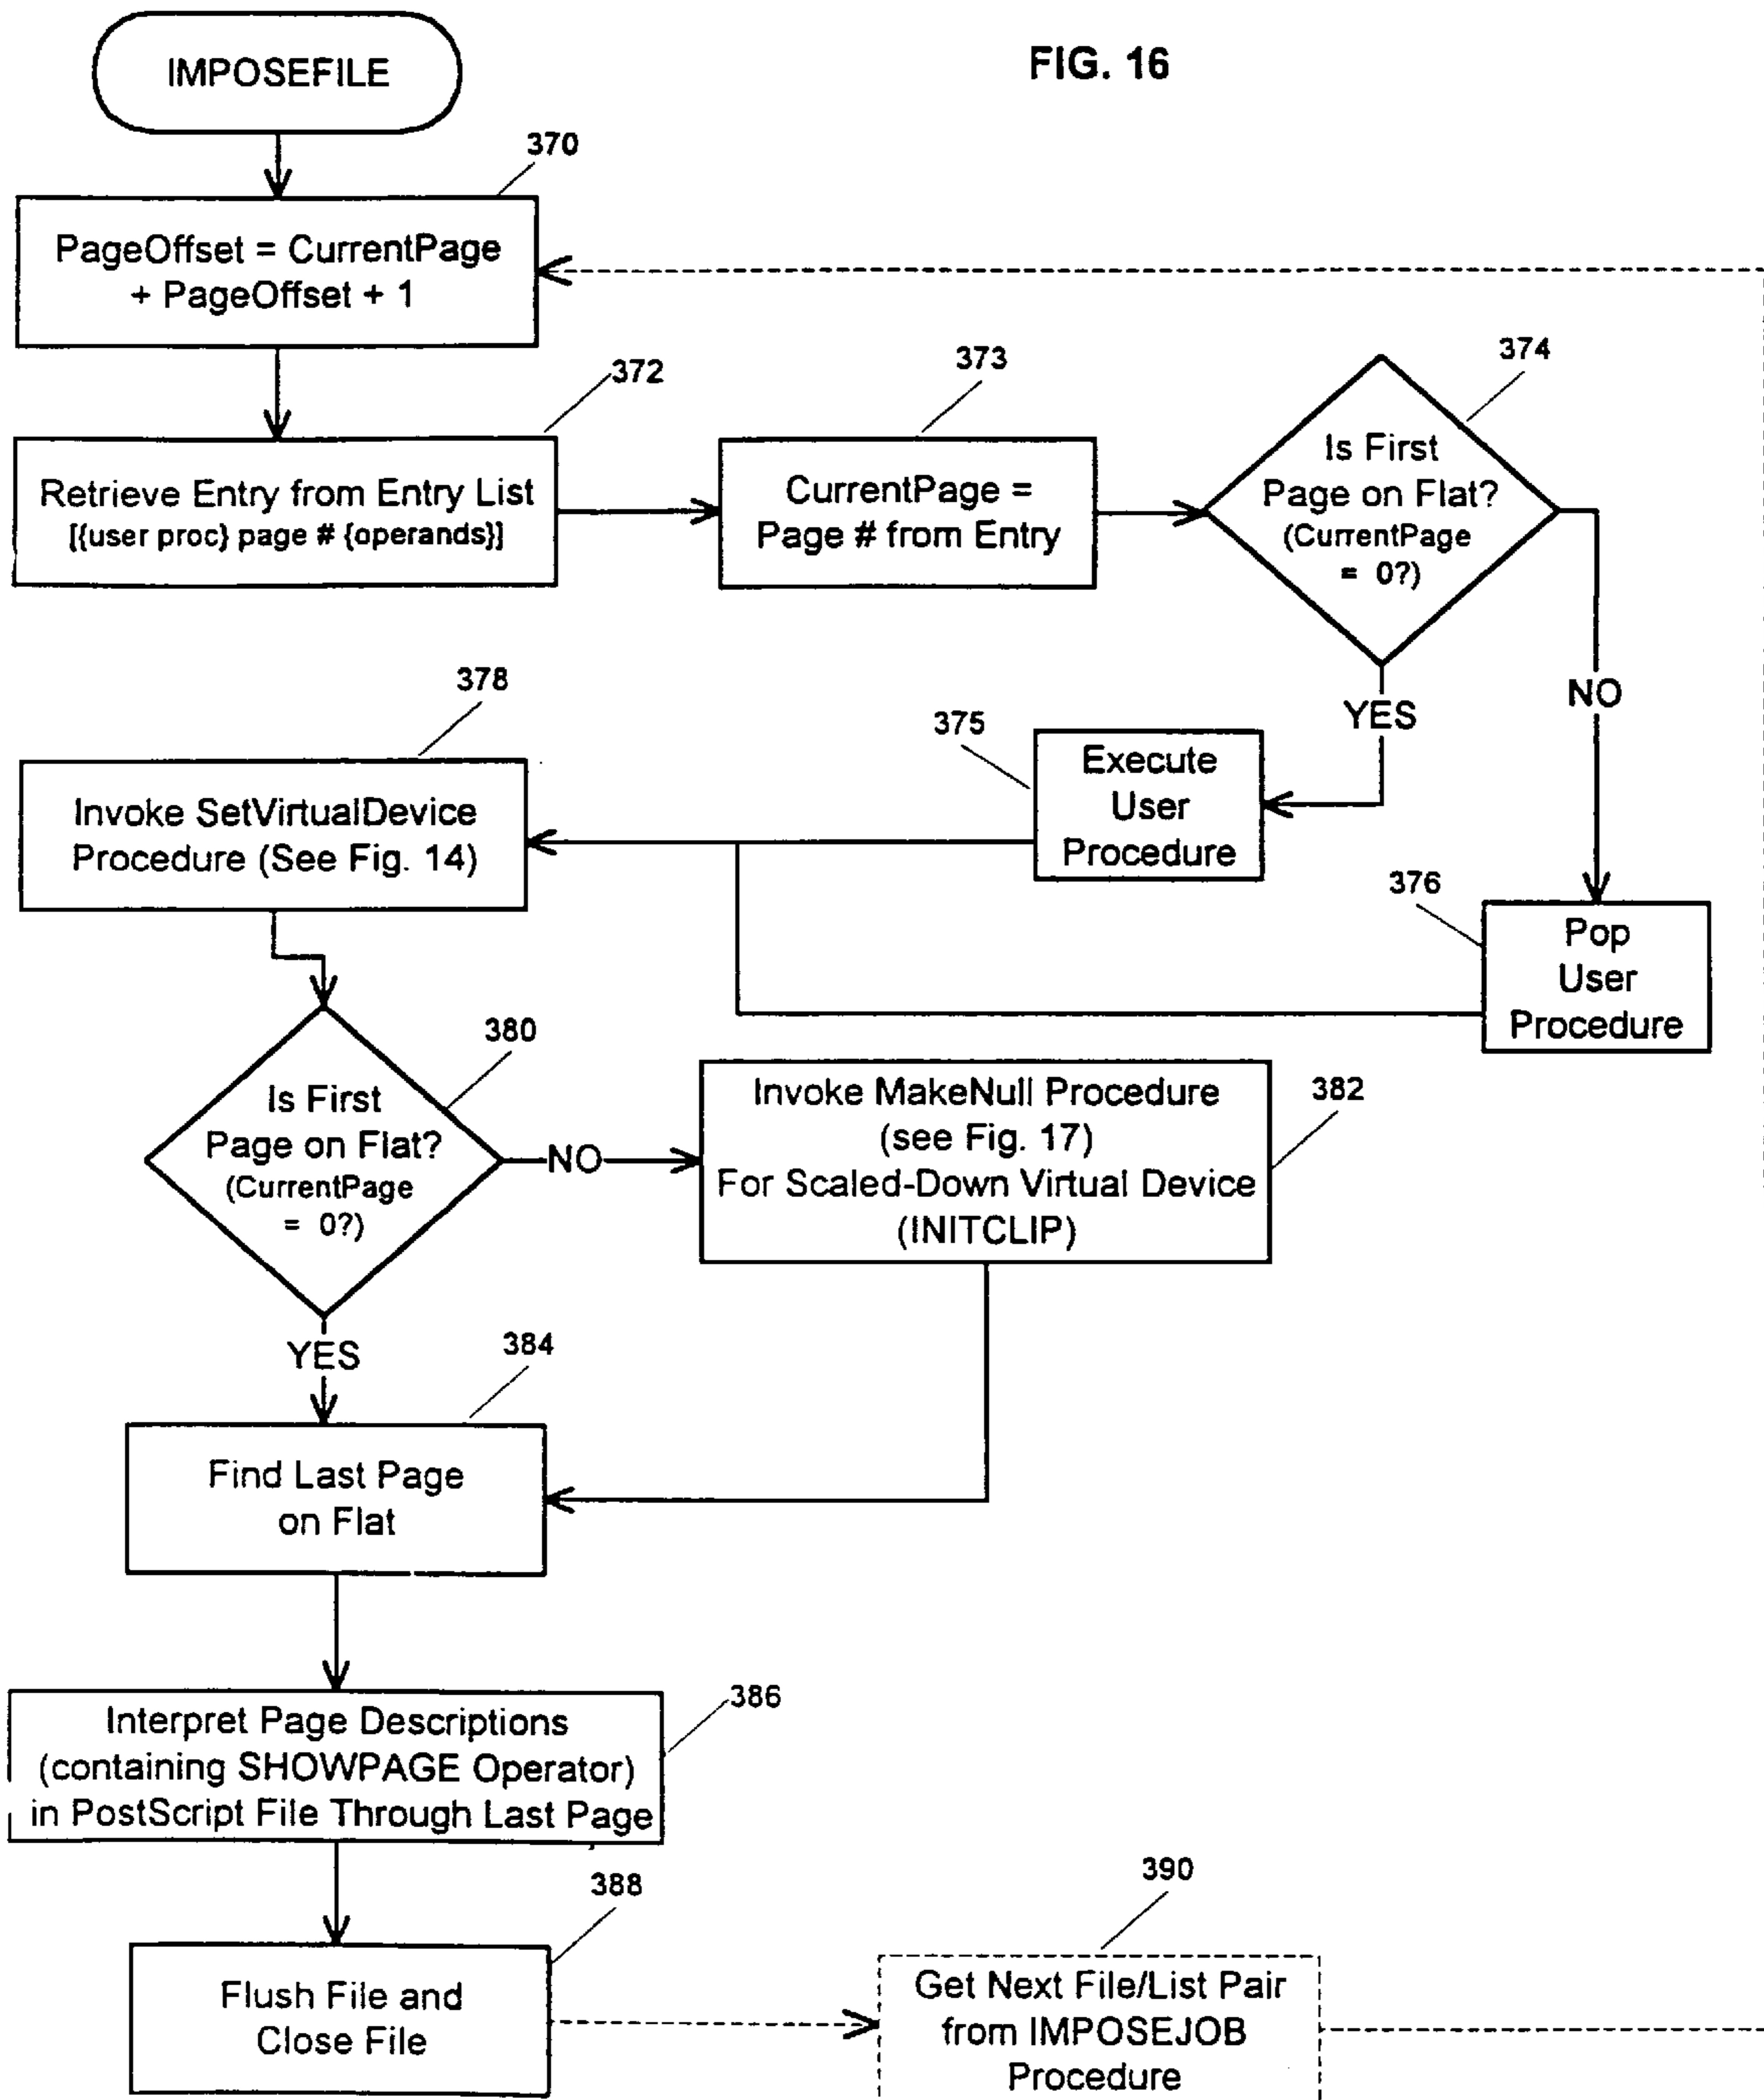 FIG. 16
IMPOSEFILE
370
PageOffset = CurrentPage
+ PageOffset + 1
372
Retrieve Entry from Entry List
[{user proc} page # {operands}]
373
CurrentPage =
Page # from Entry
374
Is First
Page on Flat?
(CurrentPage
= 0?)
YES
NO
375
Execute
User
Procedure
376
Pop
User
Procedure
378
Invoke SetVirtualDevice
Procedure (See Fig. 14)
380
Is First
Page on Flat?
(CurrentPage
= 0?)
NO
YES
382
Invoke MakeNull Procedure
(see Fig. 17)
For Scaled-Down Virtual Device
(INITCLIP)
384
Find Last Page
on Flat
386
Interpret Page Descriptions
(containing SHOWPAGE Operator)
in PostScript File Through Last Page
388
Flush File and
Close File
390
Get Next File/List Pair
from IMPOSEJOB
Procedure